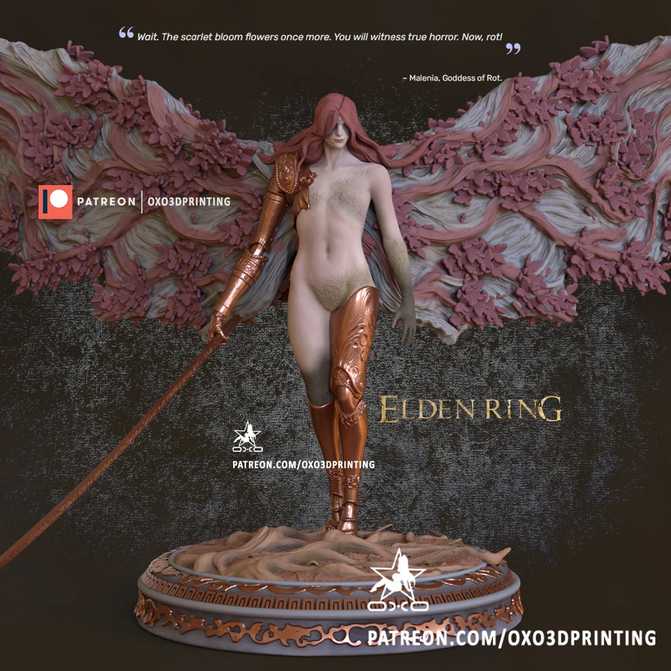 “ Wait. The scarlet bloom flowers once more. You will witness true horror. Now, rot! ”
– Malenia, Goddess of Rot.
PATREON | OXO3DPRINTING
ELDEN RING
PATREON.COM/OXO3DPRINTING
OXO
PATREON.COM/OXO3DPRINTING